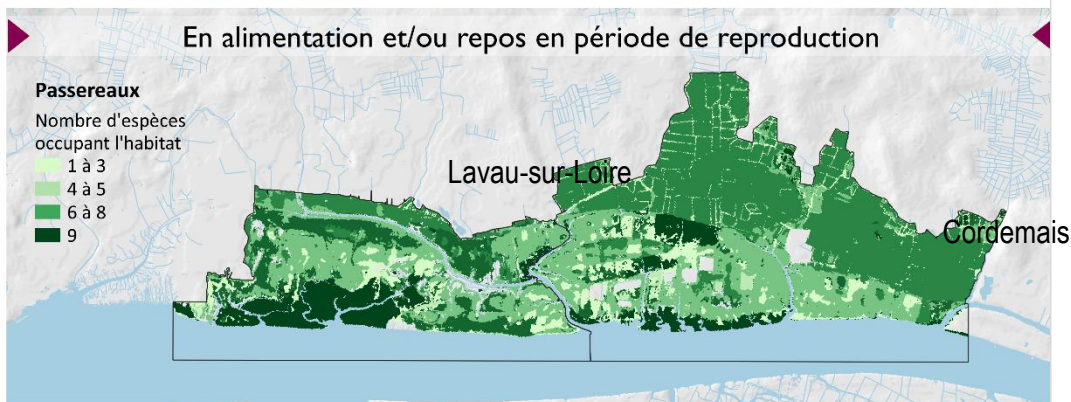 En alimentation et/ou repos en période de reproduction
Passereaux
Nombre d'espèces
occupant l'habitat
1 à 3
4 à 5
6 à 8
9
Lavau-sur-Loire
Cordemais